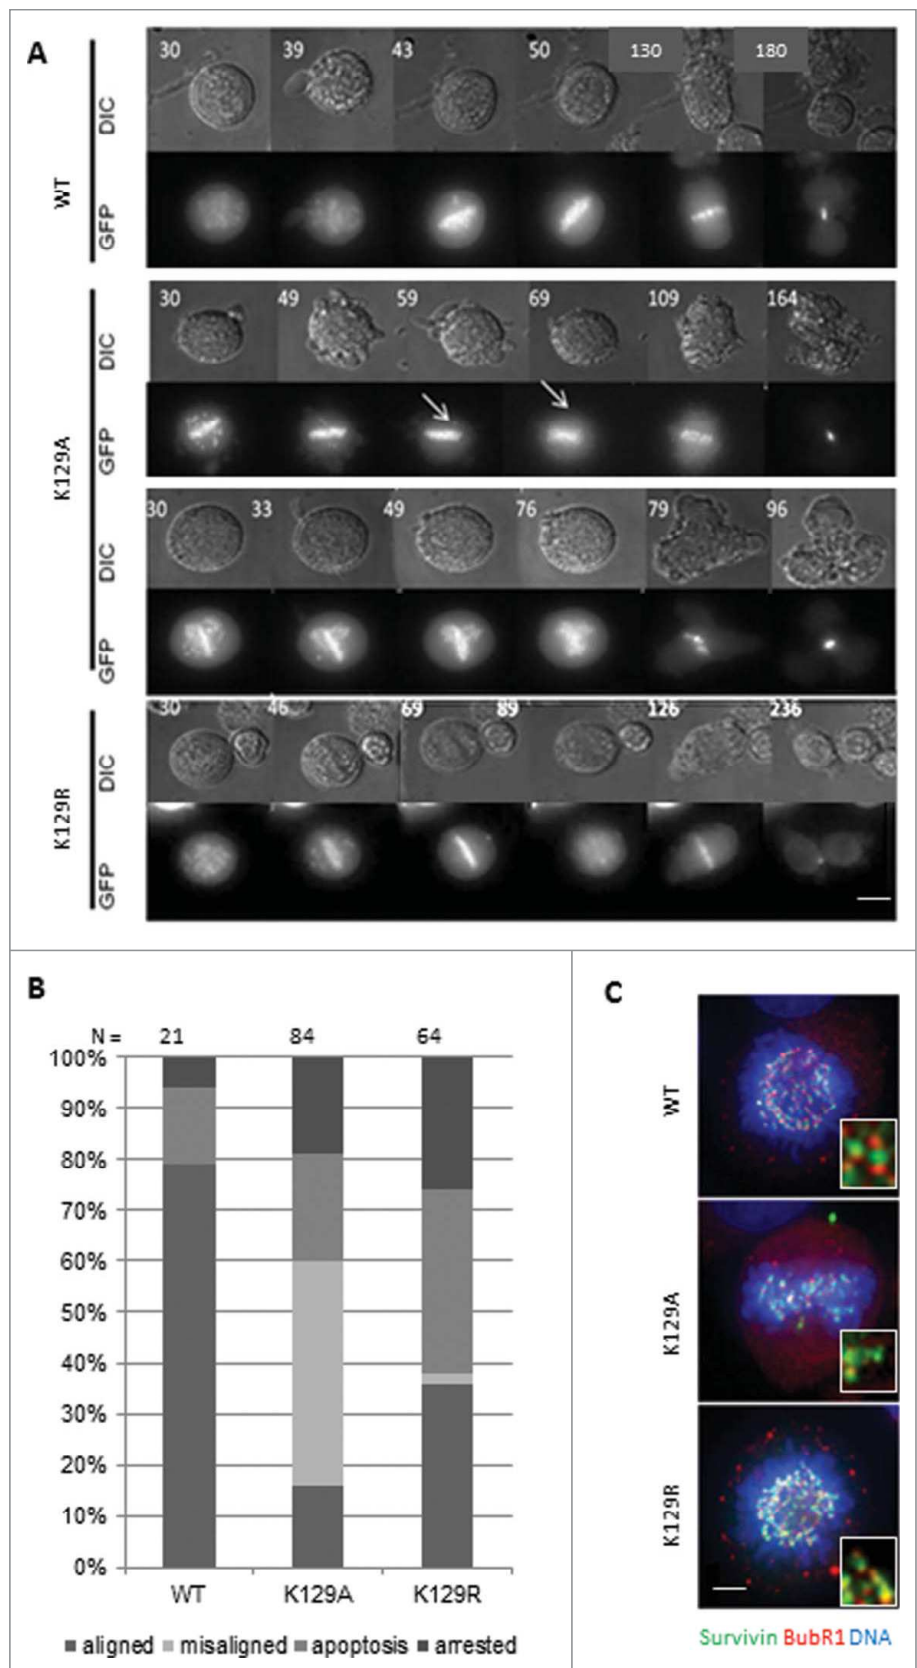 A
WT
DIC
30 39 43 50 130 180
GFP
K129A
DIC
30 49 59 69 109 164
GFP
DIC
30 33 49 76 79 96
GFP
K129R
DIC
30 46 69 89 126 236
GFP
B
N = 21 84 64
100%
90%
80%
70%
60%
50%
40%
30%
20%
10%
0%
WT K129A K129R
aligned misaligned apoptosis arrested
C
WT
K129A
K129R
Survivin BubR1 DNA